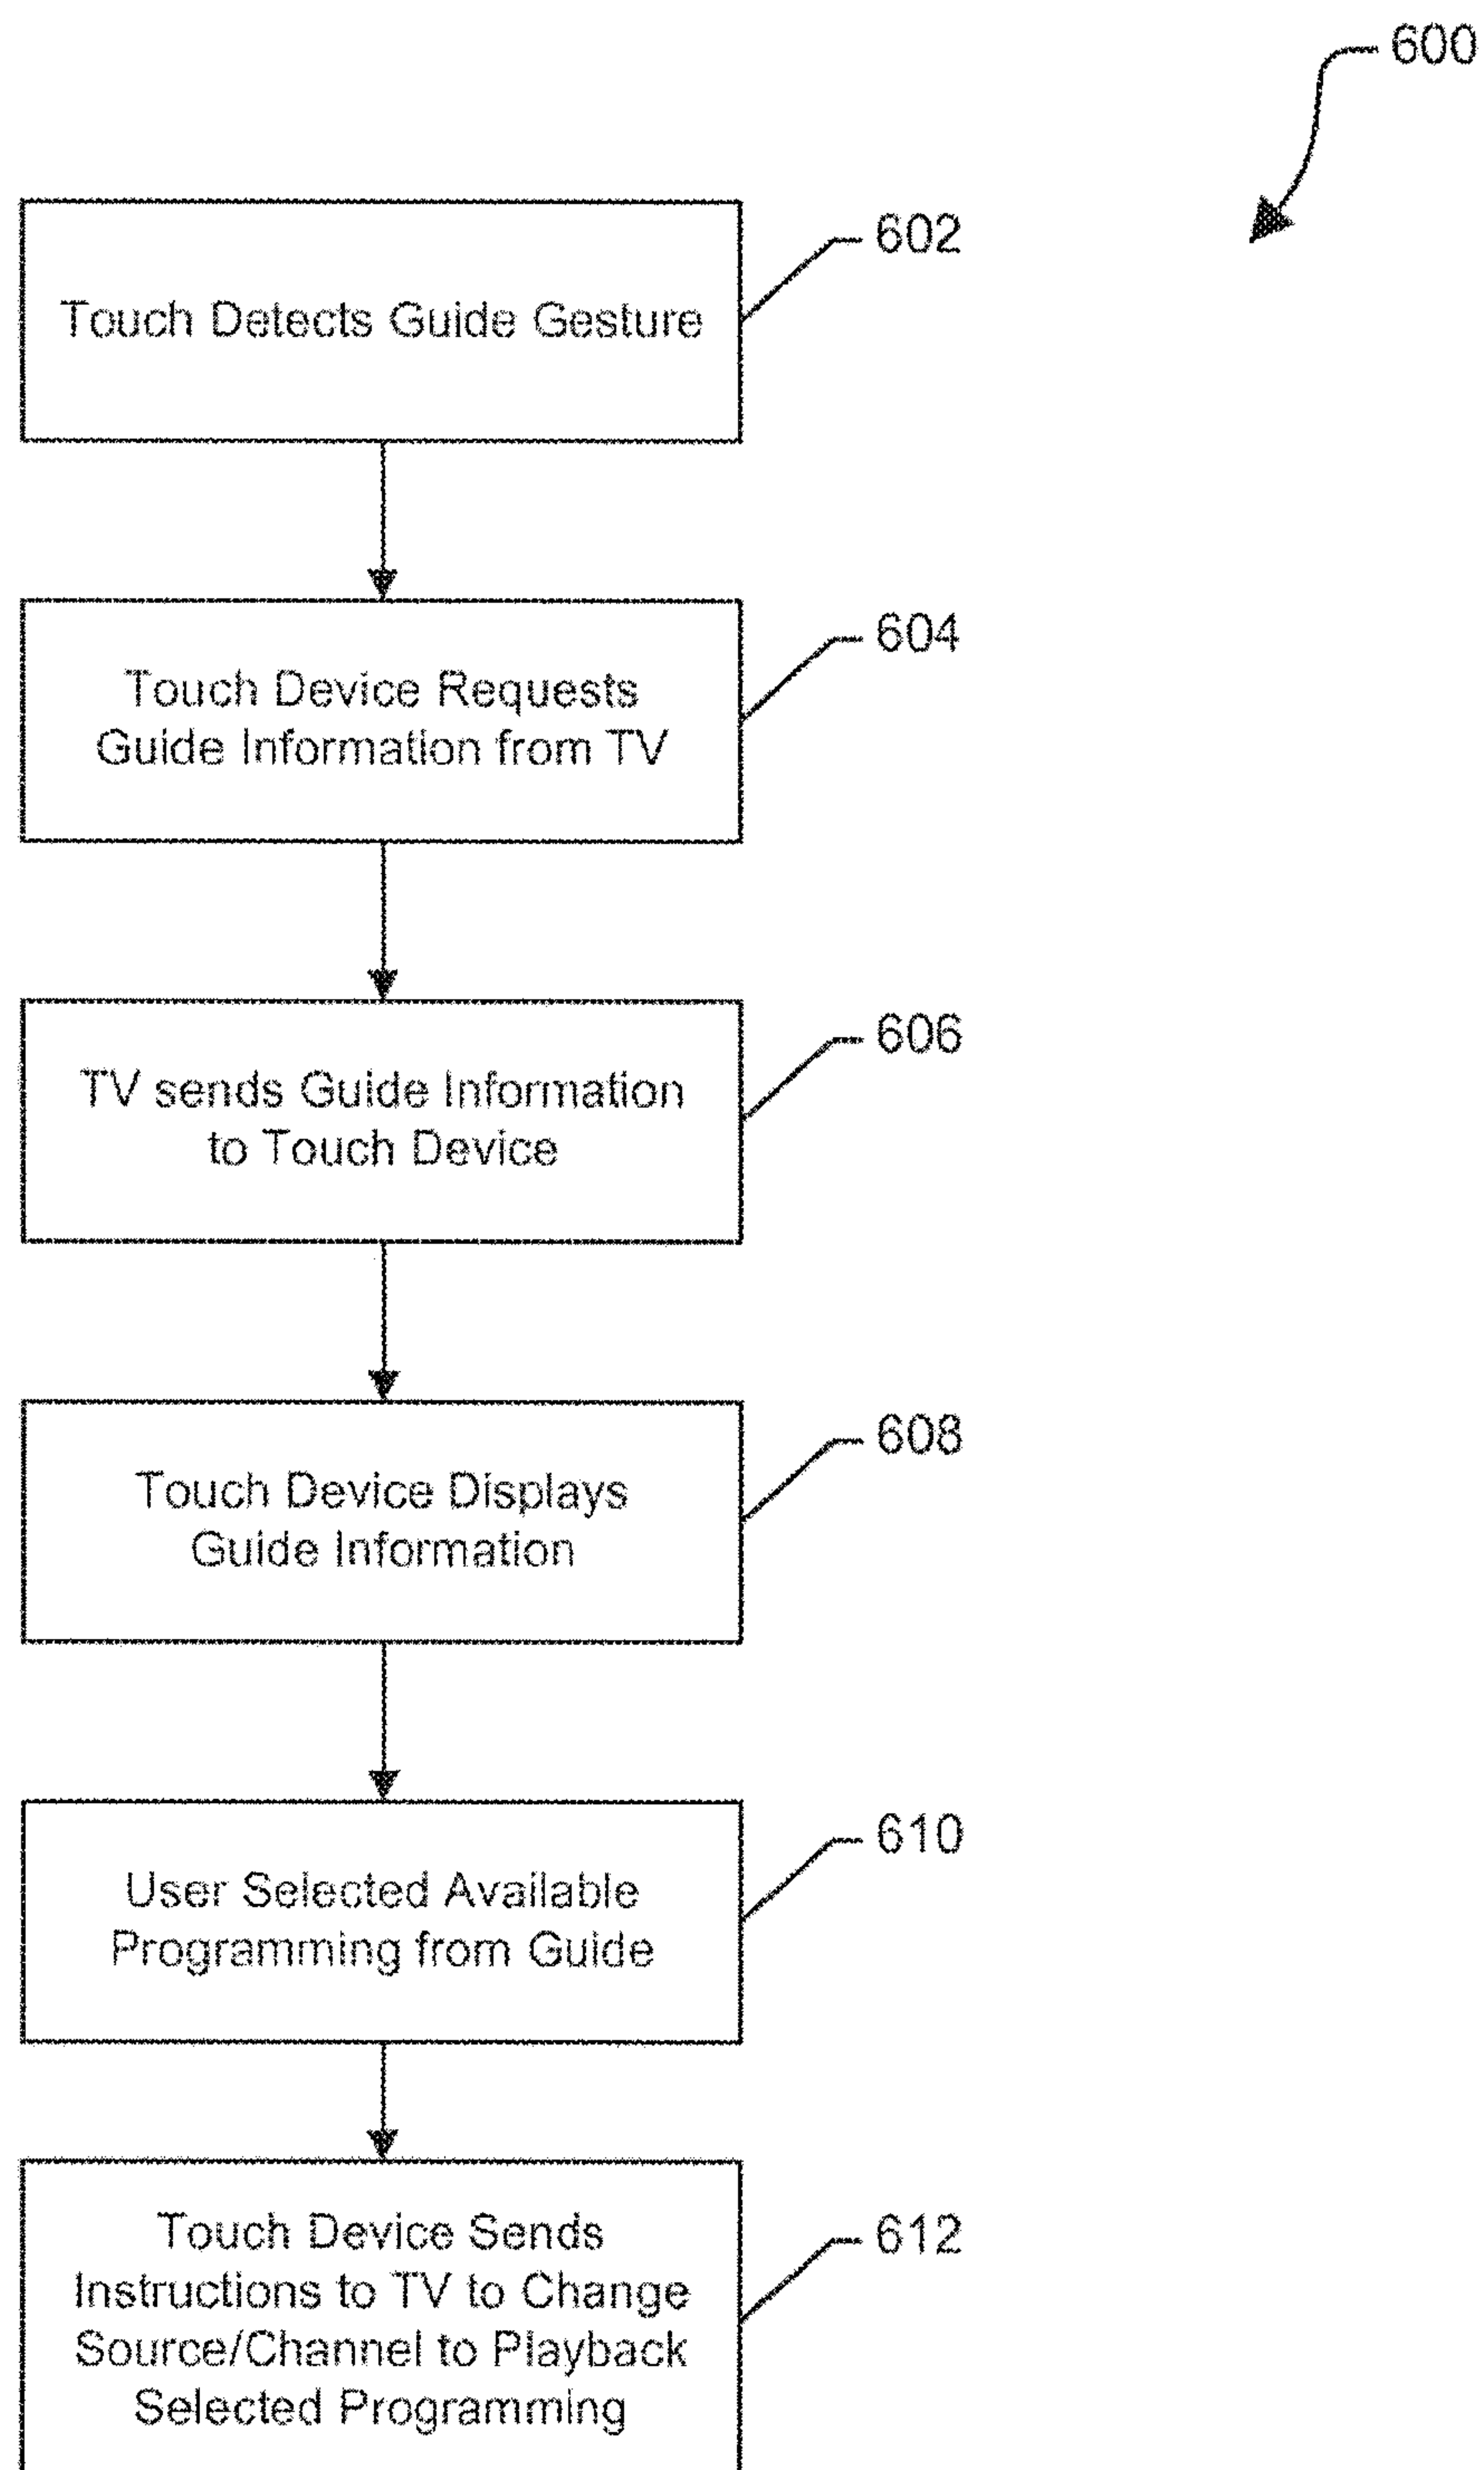 600
602
Touch Detects Guide Gesture
604
Touch Device Requests
Guide Information from TV
606
TV sends Guide Information
to Touch Device
608
Touch Device Displays
Guide Information
610
User Selected Available
Programming from Guide
612
Touch Device Sends
Instructions to TV to Change
Source/Channel to Playback
Selected Programming